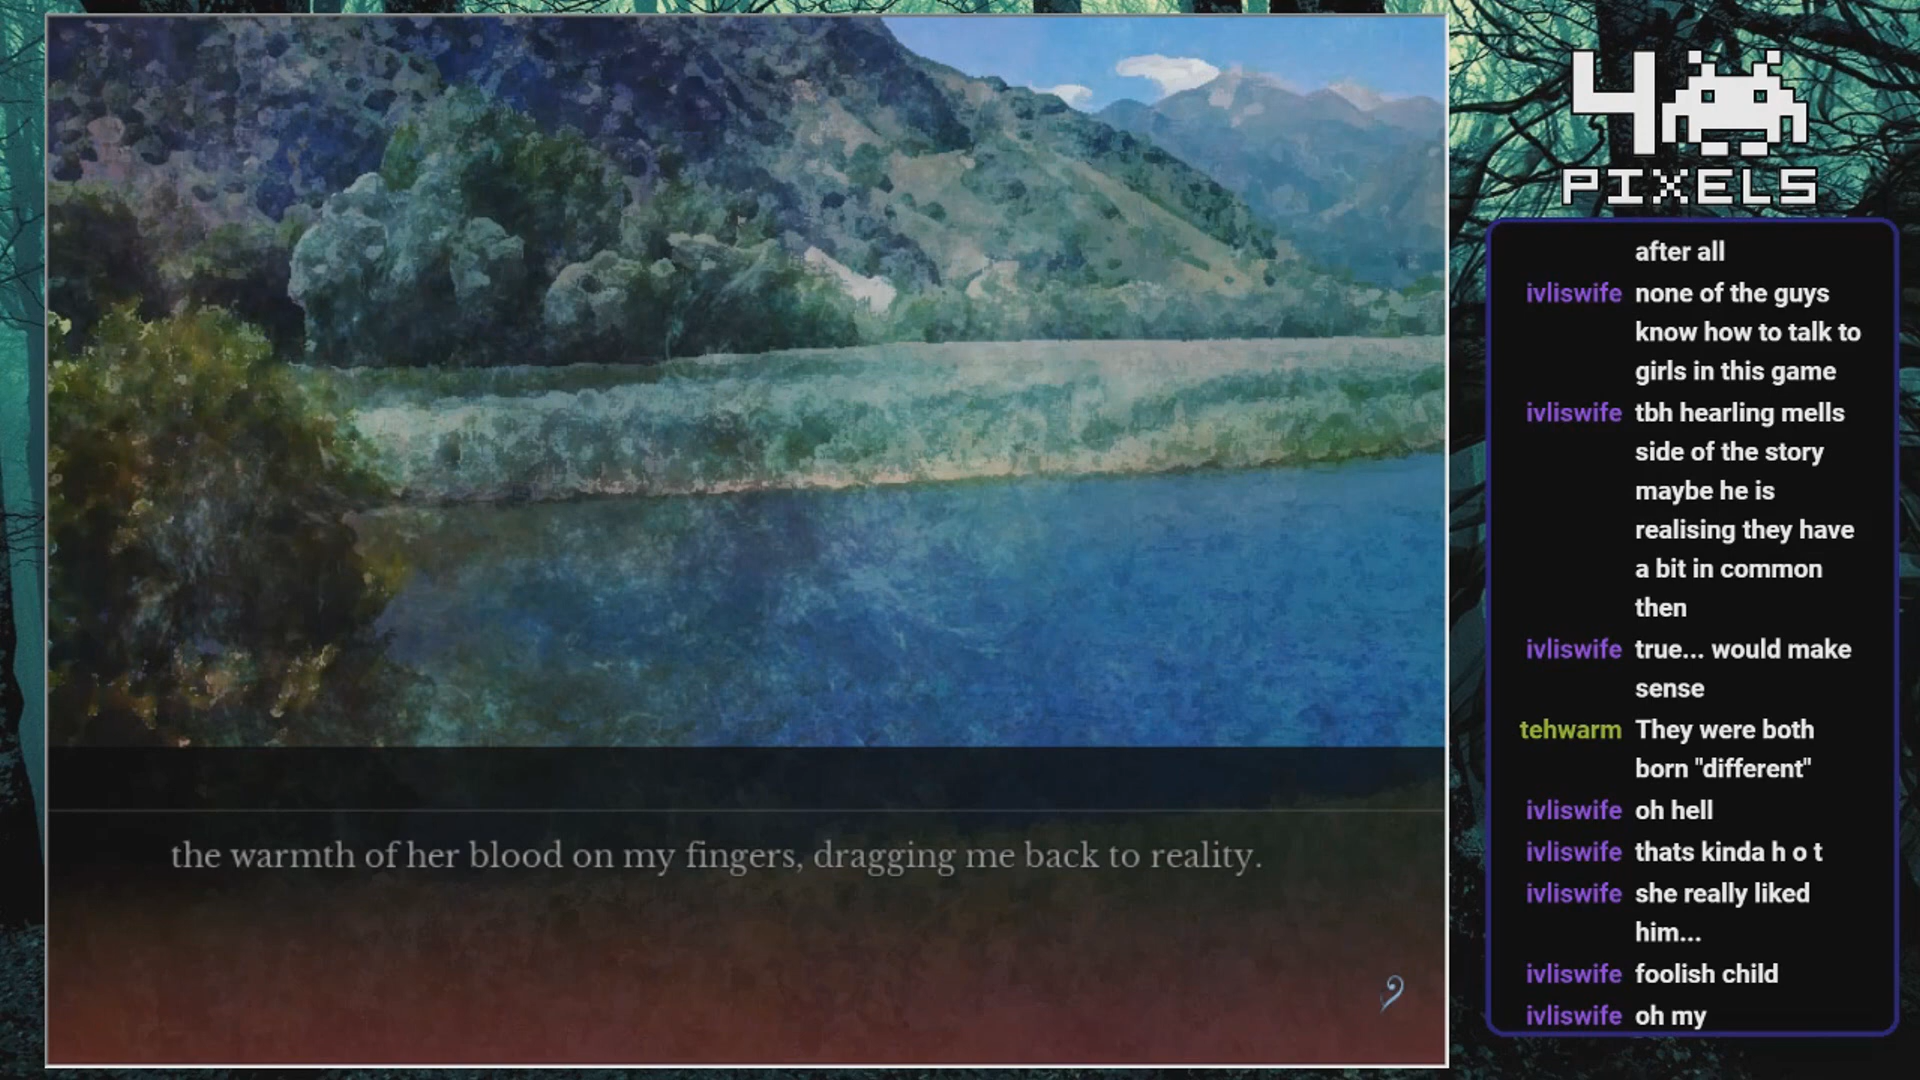 the warmth of her blood on my fingers, dragging me back to reality.
4
PIXELS
after all
ivliswife none of the guys
know how to talk to
girls in this game
ivliswife tbh hearling mells
side of the story
maybe he is
realising they have
a bit in common
then
ivliswife true... would make
sense
tehwarm They were both
born "different"
ivliswife oh hell
ivliswife thats kinda h o t
ivliswife she really liked
him...
ivliswife foolish child
ivliswife oh my